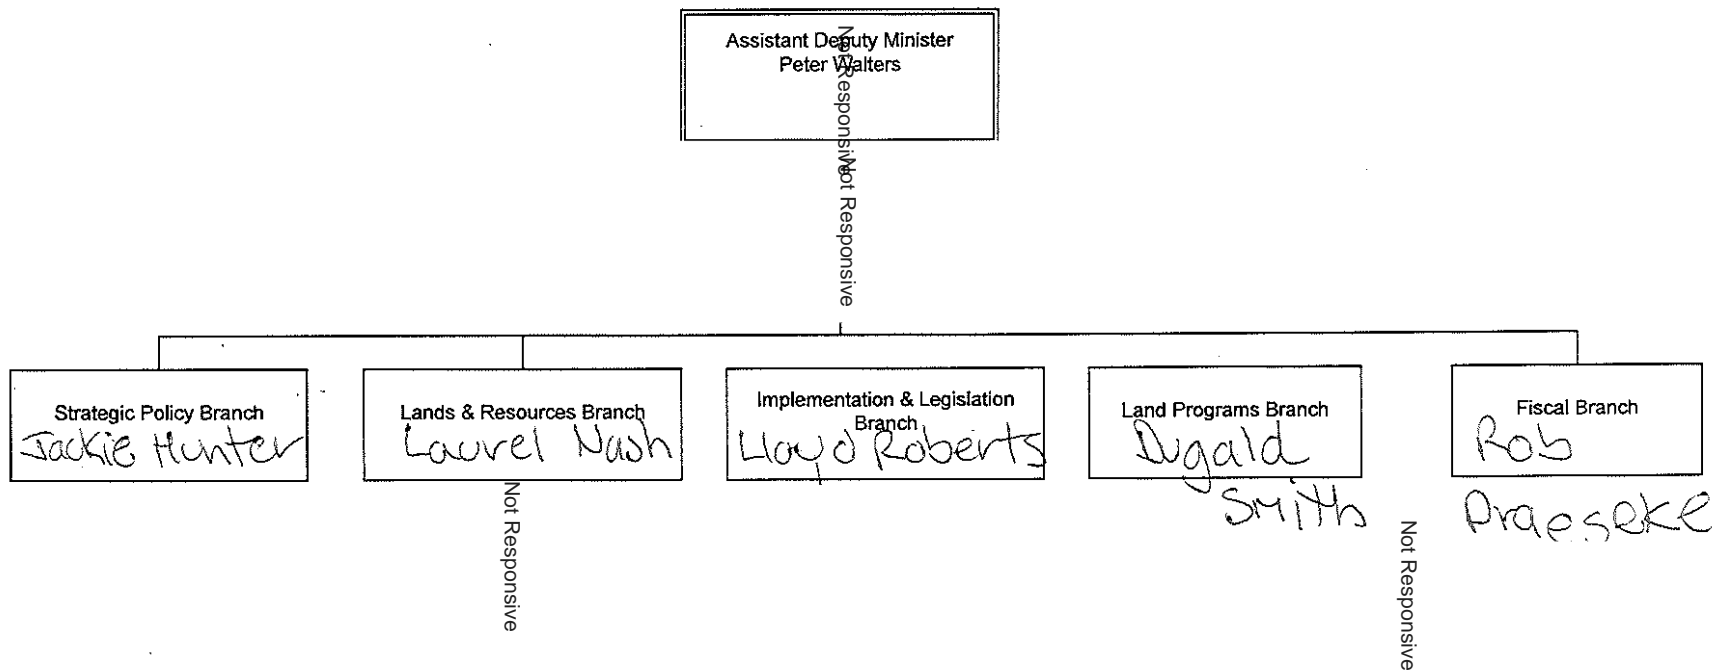 Assistant Deputy Minister
Peter Walters
Not Responsive
Not Responsive
Strategic Policy Branch
Jackie Hunter
Lands & Resources Branch
Laurel Nash
Not Responsive
Implementation & Legislation
Branch
Lloyd Roberts
Land Programs Branch
Dugald
Smith
Not Responsive
Fiscal Branch
Rob
Draeseke